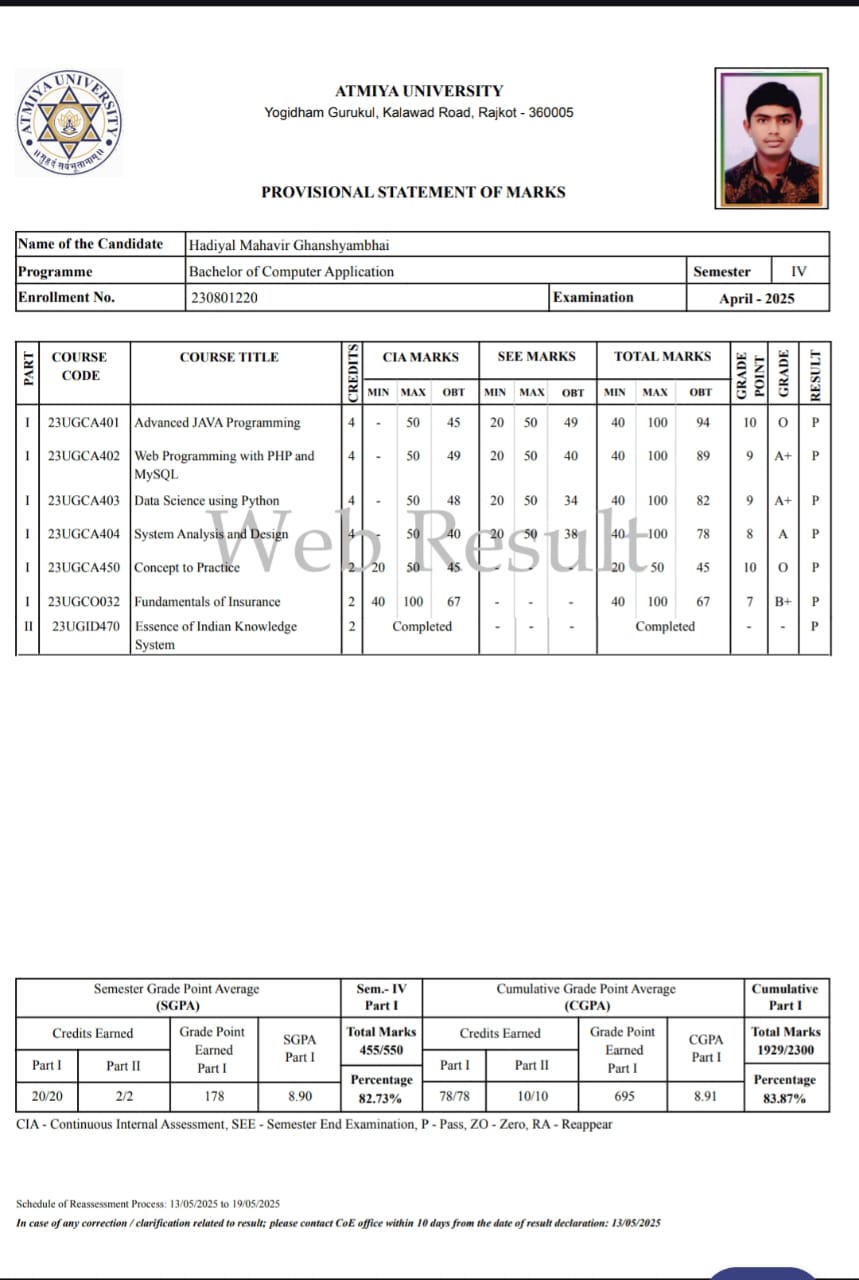 ATMIYA UNIVERSITY
॥सुहृदं सर्वभूतानाम्॥
ATMIYA UNIVERSITY
Yogidham Gurukul, Kalawad Road, Rajkot - 360005
PROVISIONAL STATEMENT OF MARKS
Name of the Candidate Hadiyal Mahavir Ghanshyambhai
Programme Bachelor of Computer Application Semester IV
Enrollment No. 230801220 Examination April - 2025
PART COURSE CODE COURSE TITLE CREDITS CIA MARKS SEE MARKS TOTAL MARKS GRADE POINT GRADE RESULT
MIN MAX OBT MIN MAX OBT MIN MAX OBT
I 23UGCA401 Advanced JAVA Programming 4 - 50 45 20 50 49 40 100 94 10 O P
I 23UGCA402 Web Programming with PHP and 4 - 50 49 20 50 40 40 100 89 9 A+ P
MySQL
I 23UGCA403 Data Science using Python 4 - 50 48 20 50 34 40 100 82 9 A+ P
I 23UGCA404 System Analysis and Design 4 - 50 40 20 50 38 40 100 78 8 A P
Web Result
I 23UGCA450 Concept to Practice 2 20 50 45 - - - 20 50 45 10 O P
I 23UGCO032 Fundamentals of Insurance 2 40 100 67 - - - 40 100 67 7 B+ P
II 23UGID470 Essence of Indian Knowledge 2 Completed - - - Completed - - P
System
Semester Grade Point Average
(SGPA)
Sem.- IV
Part I
Cumulative Grade Point Average
(CGPA)
Cumulative
Part I
Credits Earned
Grade Point
Earned
Part I
SGPA
Part I
Total Marks
455/550
Credits Earned
Grade Point
Earned
Part I
CGPA
Part I
Total Marks
1929/2300
Part I Part II
Percentage
82.73%
Part I Part II
Percentage
83.87%
20/20 2/2 178 8.90 78/78 10/10 695 8.91
CIA - Continuous Internal Assessment, SEE - Semester End Examination, P - Pass, ZO - Zero, RA - Reappear
Schedule of Reassessment Process: 13/05/2025 to 19/05/2025
In case of any correction / clarification related to result; please contact CoE office within 10 days from the date of result declaration: 13/05/2025